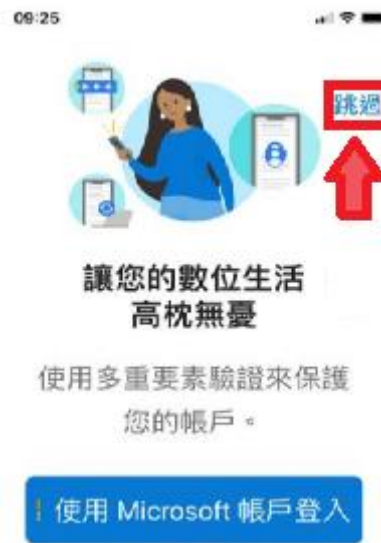 09:25
跳過
讓您的數位生活
高枕無憂
使用多重要素驗證來保護
您的帳戶。
使用 Microsoft 帳戶登入